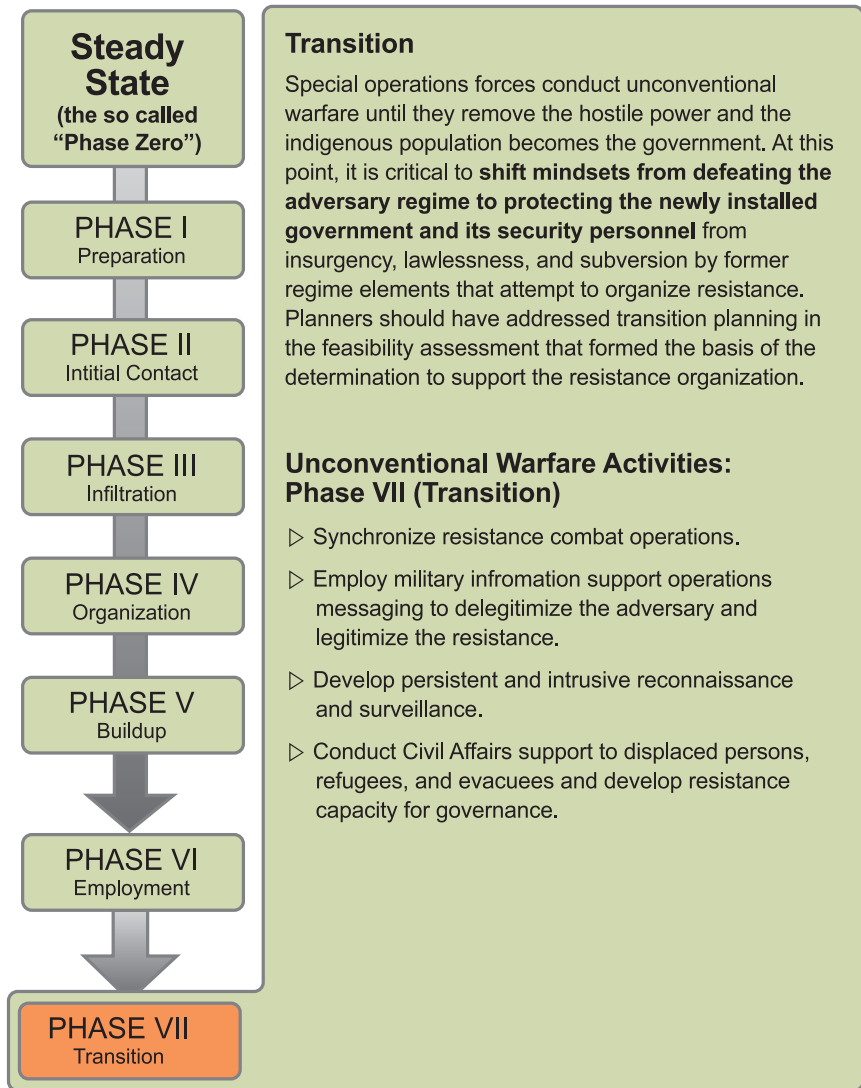 Steady
State
(the so called
“Phase Zero”)
PHASE I
Preparation
PHASE II
Intitial Contact
PHASE III
Infiltration
PHASE IV
Organization
PHASE V
Buildup
PHASE VI
Employment
PHASE VII
Transition
Transition
Special operations forces conduct unconventional
warfare until they remove the hostile power and the
indigenous population becomes the government. At this
point, it is critical to shift mindsets from defeating the
adversary regime to protecting the newly installed
government and its security personnel from
insurgency, lawlessness, and subversion by former
regime elements that attempt to organize resistance.
Planners should have addressed transition planning in
the feasibility assessment that formed the basis of the
determination to support the resistance organization.
Unconventional Warfare Activities:
Phase VII (Transition)
▷ Synchronize resistance combat operations.
▷ Employ military infromation support operations
messaging to delegitimize the adversary and
legitimize the resistance.
▷ Develop persistent and intrusive reconnaissance
and surveillance.
▷ Conduct Civil Affairs support to displaced persons,
refugees, and evacuees and develop resistance
capacity for governance.